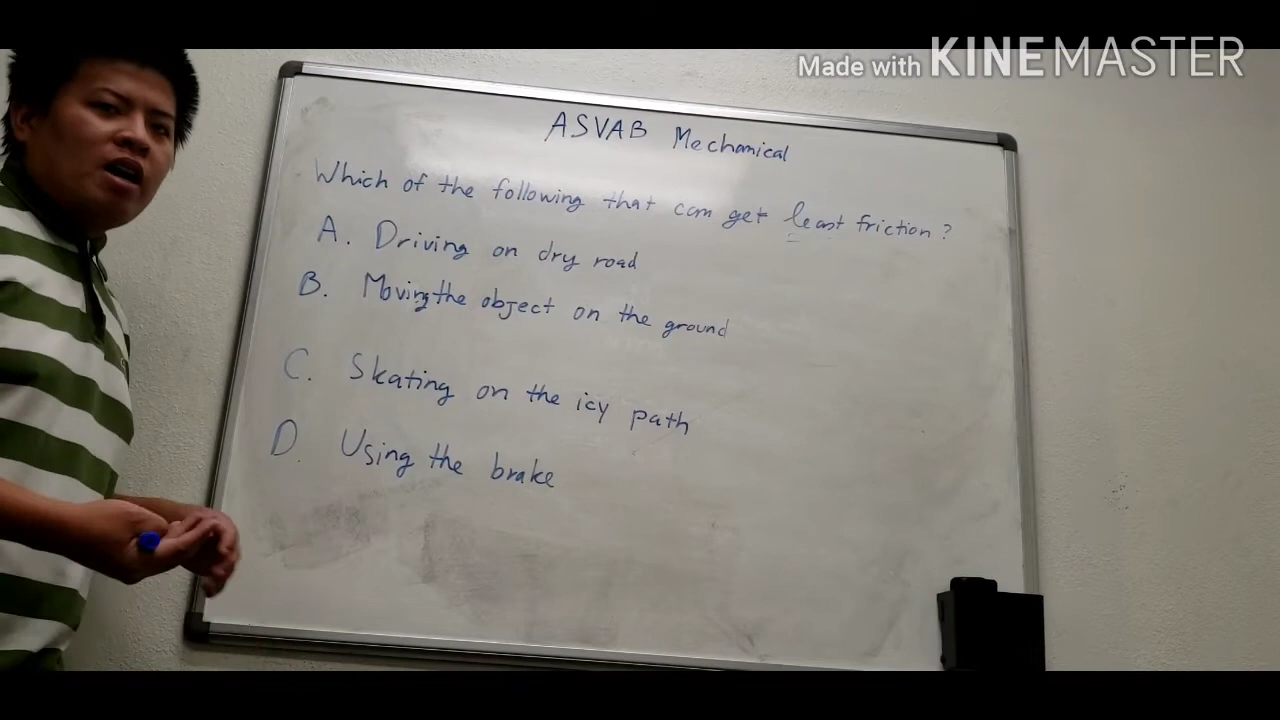 Made with KINEMASTER
ASVAB Mechanical
Which of the following that can get least friction?
A. Driving on dry road
B. Moving the object on the ground
C. Skating on the icy path
D. Using the brake